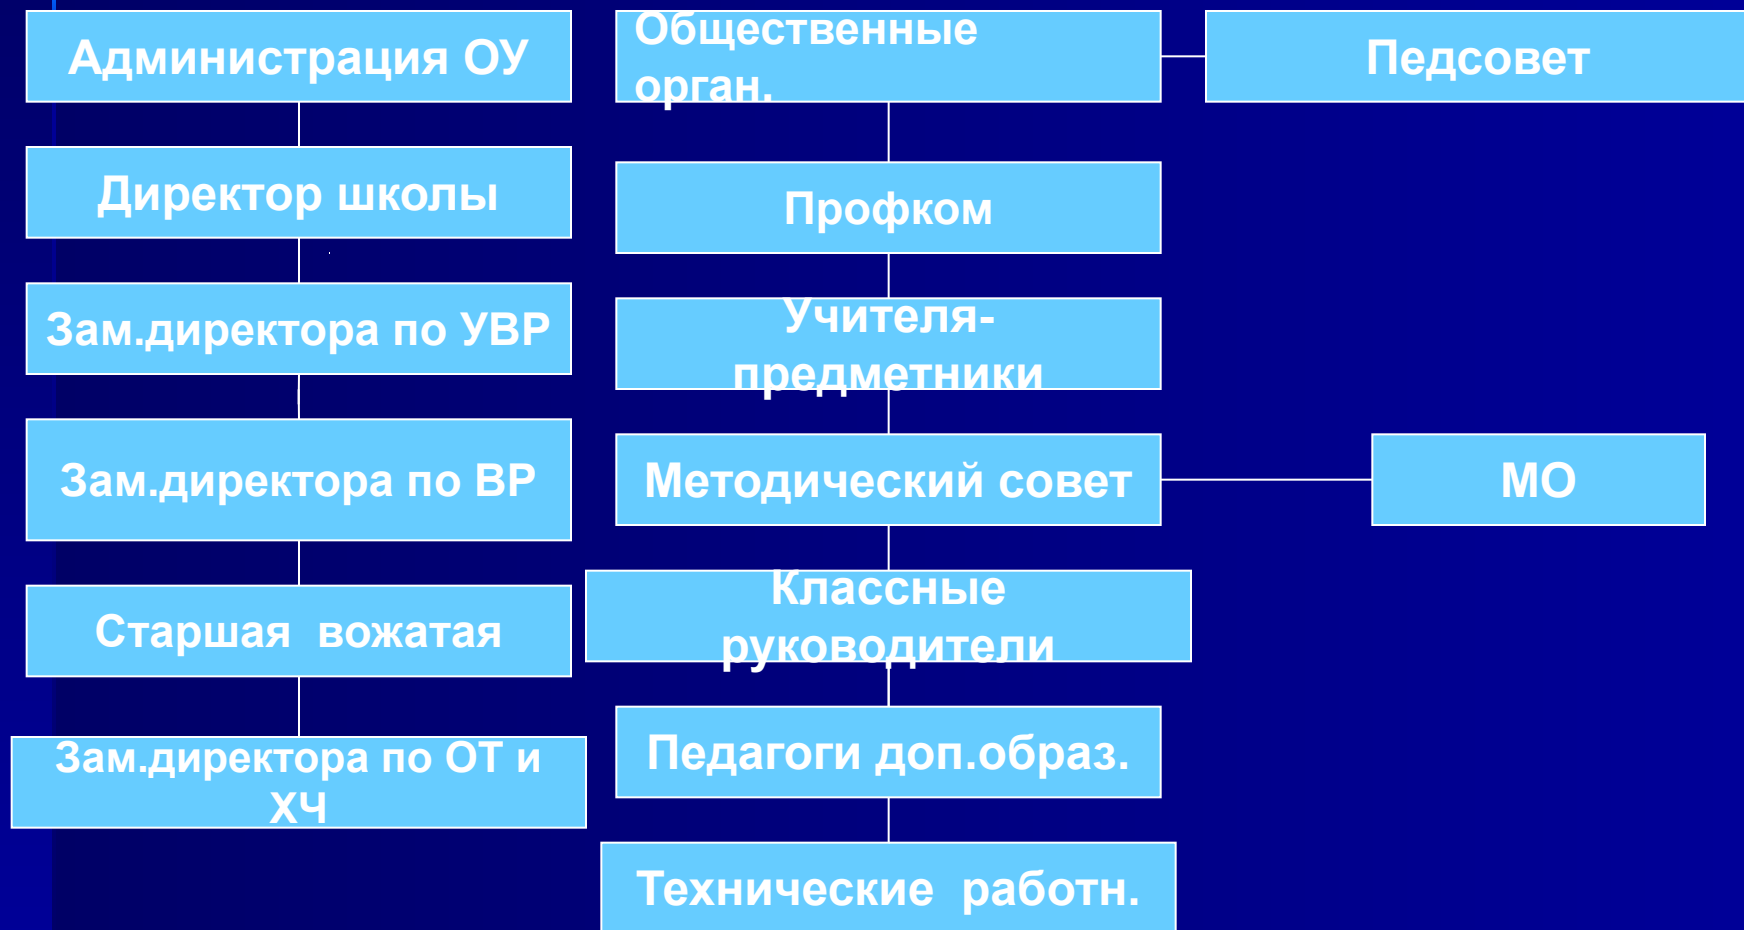 Администрация ОУ
Директор школы
Зам.директора по УВР
Зам.директора по ВР
Старшая вожатая
Зам.директора по ОТ и
ХЧ
Общественные
орган.
Педсовет
Профком
Учителя-
предметники
Методический совет
МО
Классные
руководители
Педагоги доп.образ.
Технические работн.